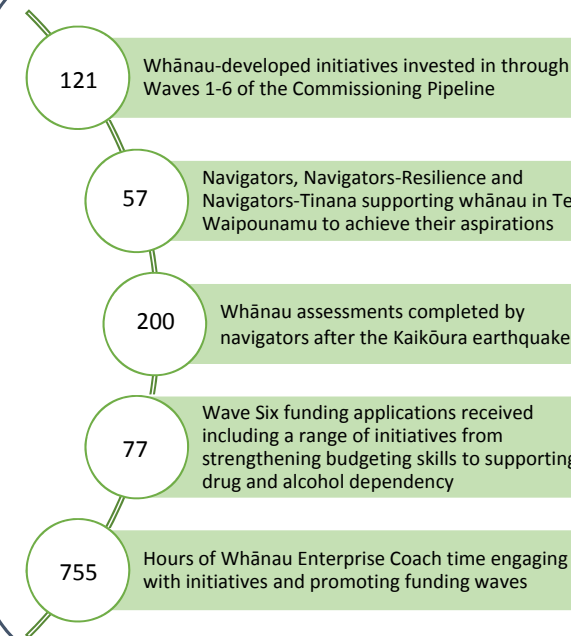 121
Whānau-developed initiatives invested in through
Waves 1-6 of the Commissioning Pipeline
57
Navigators, Navigators-Resilience and
Navigators-Tinana supporting whānau in Te
Waipounamu to achieve their aspirations
200
Whānau assessments completed by
navigators after the Kaikōura earthquake
77
Wave Six funding applications received
including a range of initiatives from
strengthening budgeting skills to supporting
drug and alcohol dependency
755
Hours of Whānau Enterprise Coach time engaging
with initiatives and promoting funding waves